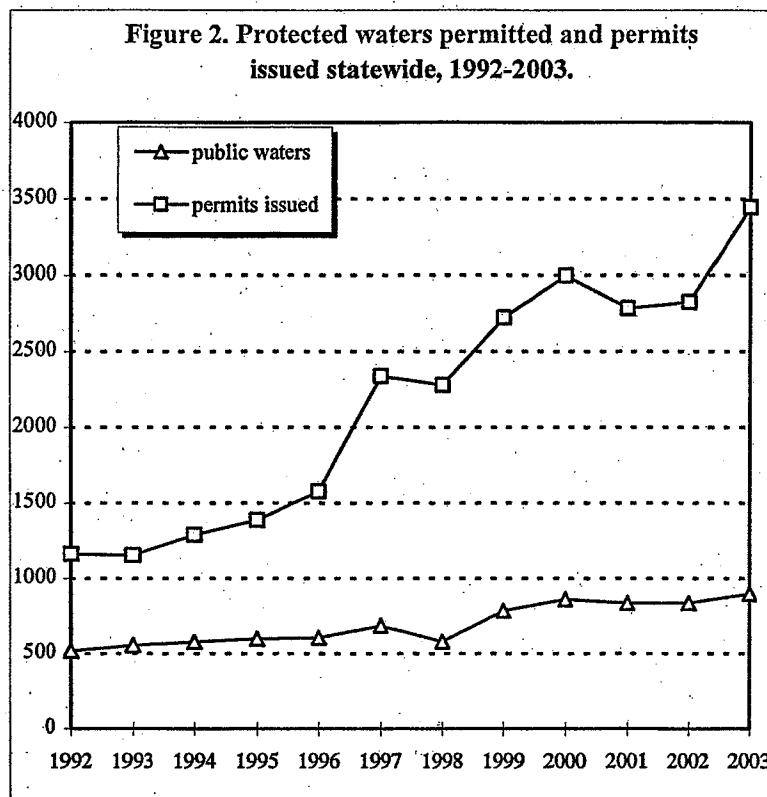 Figure 2. Protected waters permitted and permits
issued statewide, 1992-2003.
4000
3500
3000
2500
2000
1500
1000
500
0
public waters
permits issued
1992 1993 1994 1995 1996 1997 1998 1999 2000 2001 2002 2003